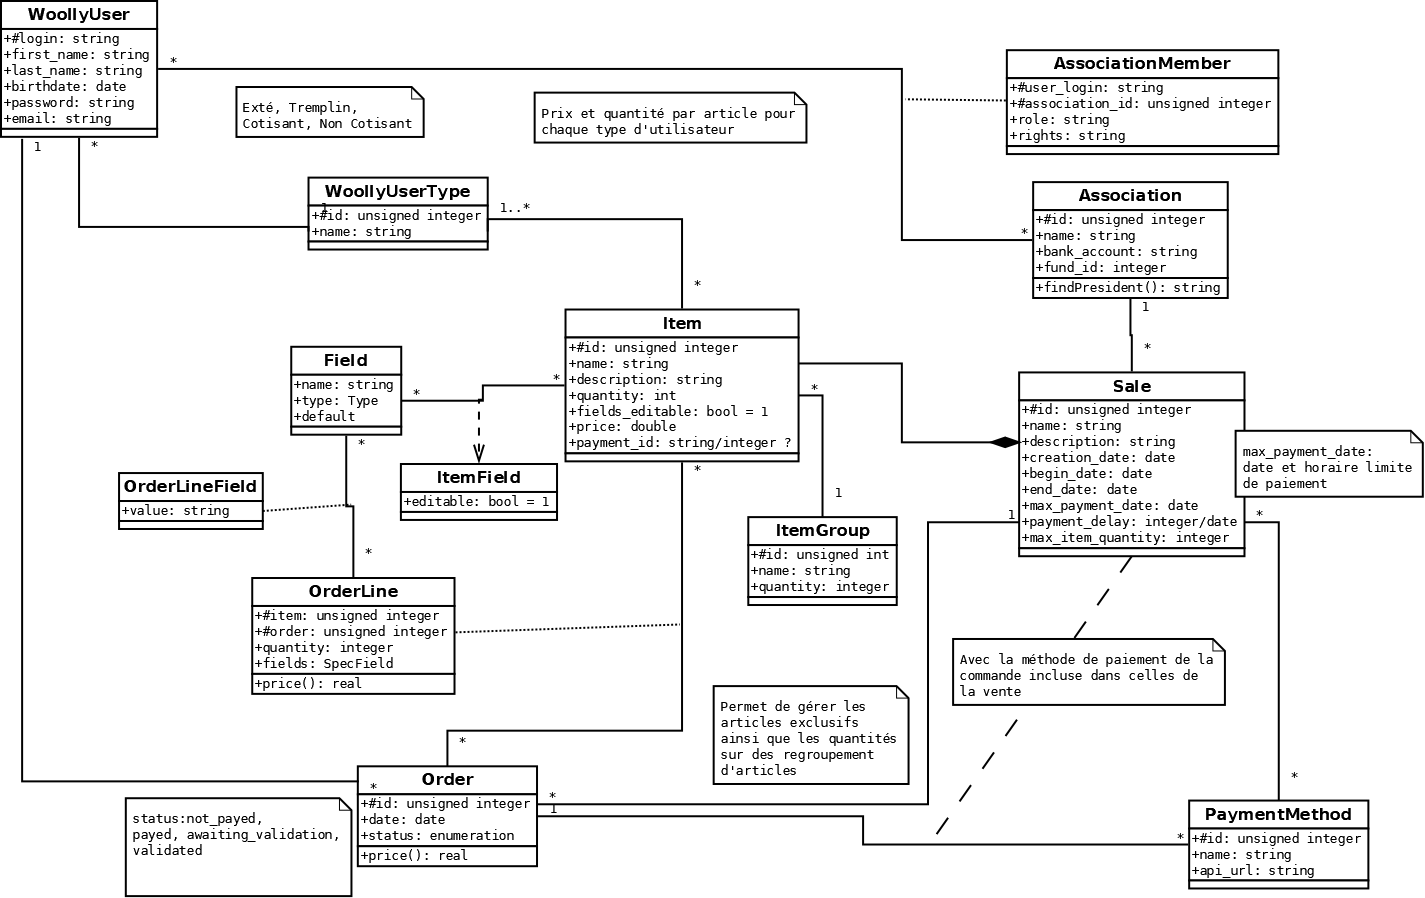 WoollyUser
+#login: string
+first_name: string
+last_name: string
+birthdate: date
+password: string
+email: string
*
1
*
Exté, Tremplin,
Cotisant, Non Cotisant
Prix et quantité par article pour
chaque type d'utilisateur
AssociationMember
+#user_login: string
+#association_id: unsigned integer
+role: string
+rights: string
WoollyUserType
1
+#id: unsigned integer
+name: string
1..*
*
Association
+#id: unsigned integer
+name: string
+bank_account: string
+fund_id: integer
+findPresident(): string
*
1
*
Item
+#id: unsigned integer
+name: string
+description: string
+quantity: int
+fields_editable: bool = 1
+price: double
+payment_id: string/integer ?
*
*
*
1
Field
+name: string
+type: Type
+default
*
*
Sale
+#id: unsigned integer
+name: string
+description: string
+creation_date: date
+begin_date: date
+end_date: date
+max_payment_date: date
+payment_delay: integer/date
+max_item_quantity: integer
1
*
max_payment_date:
date et horaire limite
de paiement
OrderLineField
+value: string
ItemField
+editable: bool = 1
ItemGroup
+#id: unsigned int
+name: string
+quantity: integer
*
OrderLine
+#item: unsigned integer
+#order: unsigned integer
+quantity: integer
+fields: SpecField
+price(): real
Avec la méthode de paiement de la
commande incluse dans celles de
la vente
Permet de gérer les
articles exclusifs
ainsi que les quantités
sur des regroupement
d'articles
*
*
Order
*
+#id: unsigned integer
+date: date
+status: enumeration
+price(): real
*
1
status:not_payed,
payed, awaiting_validation,
validated
PaymentMethod
+#id: unsigned integer
+name: string
+api_url: string
*